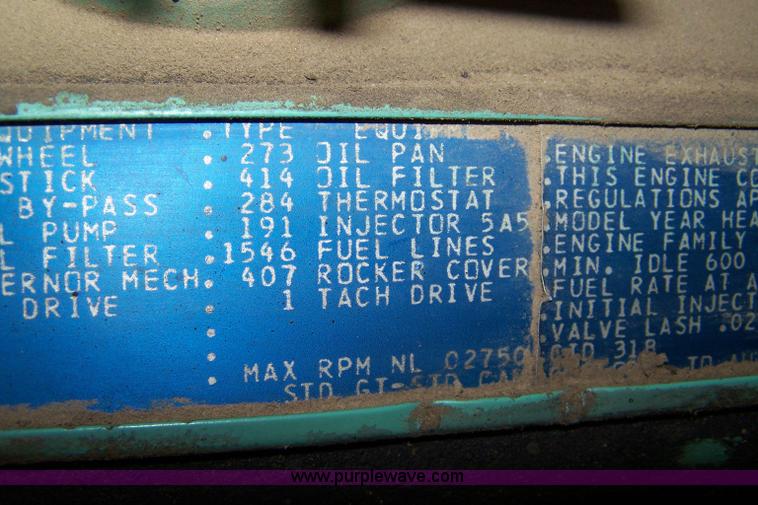 WHEEL . 273 OIL PAN
STICK . 414 OIL FILTER
BY-PASS . 284 THERMOSTAT
PUMP . 191 INJECTOR 5A5
FILTER . 1546 FUEL LINES
ERNOR MECH. 407 ROCKER COVER
DRIVE . 1 TACH DRIVE
MAX RPM NL 02750
.ENGINE EXHAUST
.THIS ENGINE CO
.REGULATIONS AP
.MODEL YEAR HEA
.ENGINE FAMILY
.MIN. IDLE 600
FUEL RATE AT A
INITIAL INJECT
VALVE LASH .02
318
www.purplewave.com